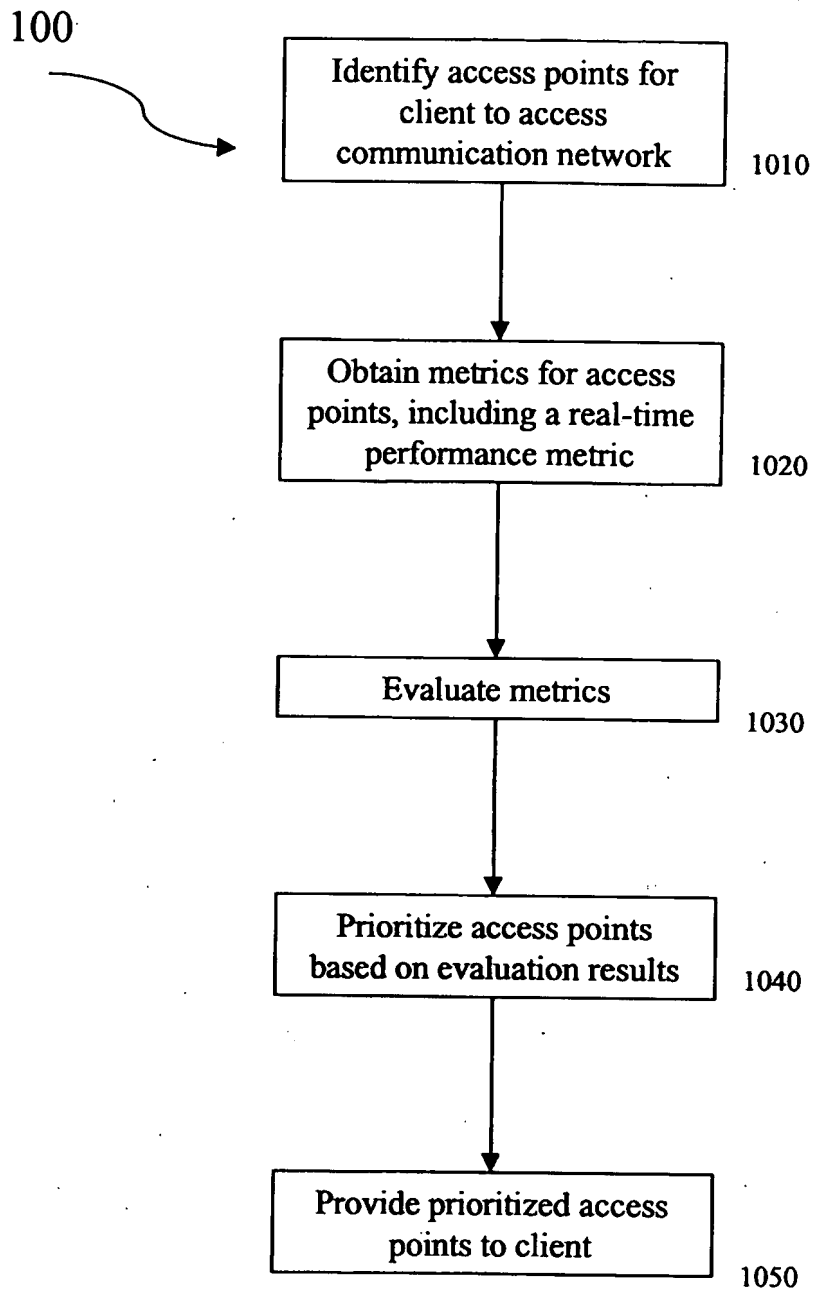 100
Identify access points for
client to access
communication network
1010
Obtain metrics for access
points, including a real-time
performance metric
1020
Evaluate metrics
1030
Prioritize access points
based on evaluation results
1040
Provide prioritized access
points to client
1050